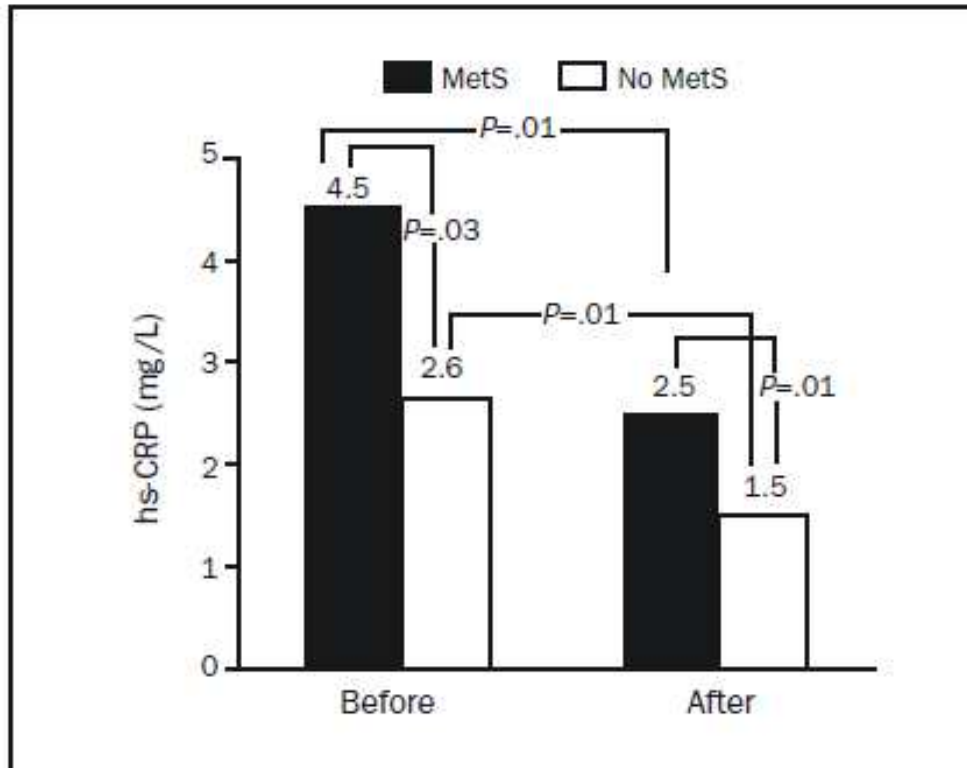 MetS No MetS
P=.01
5
4.5
P=.03
4
P=.01
3
2.6
2.5
P=.01
2
1.5
1
0
hs-CRP (mg/L)
Before After